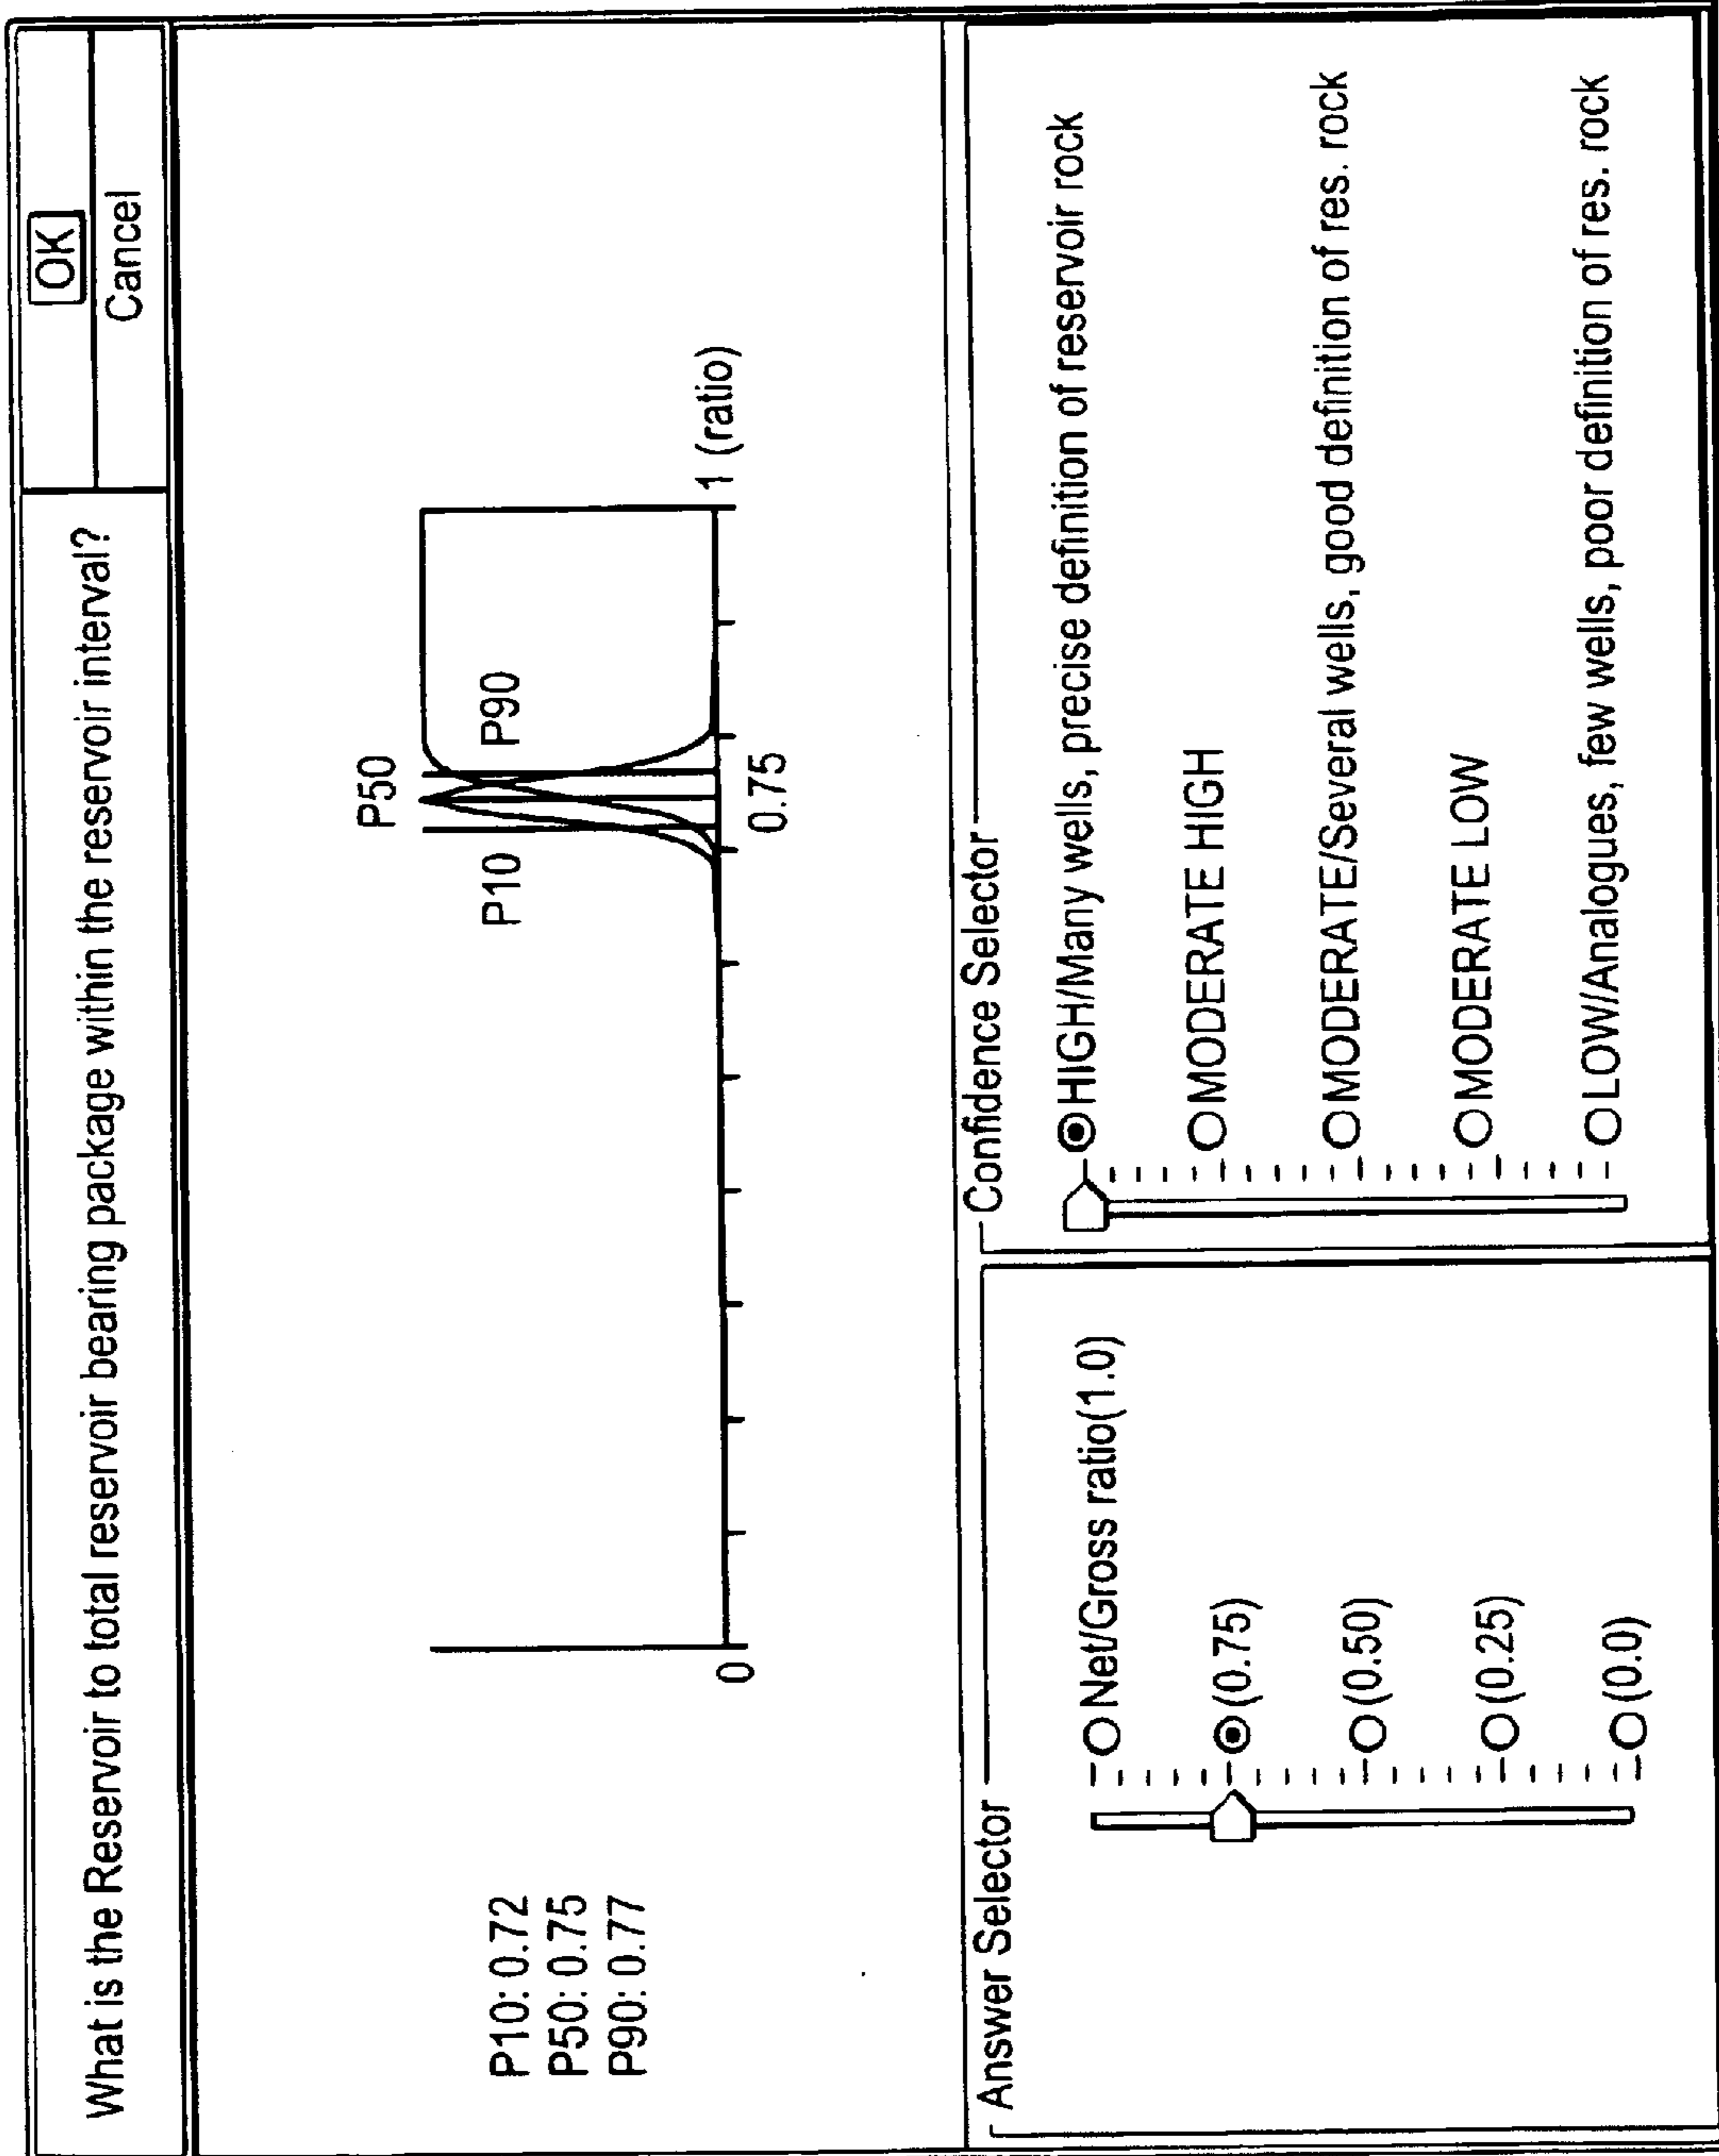 What is the Reservoir to total reservoir bearing package within the reservoir interval?
OK
Cancel
P10: 0.72
P50: 0.75
P90: 0.77
P50
P10
P90
0
0.75
1 (ratio)
Answer Selector
Net/Gross ratio(1.0)
(0.75)
(0.50)
(0.25)
(0.0)
Confidence Selector
HIGH/Many wells, precise definition of reservoir rock
MODERATE HIGH
MODERATE/Several wells, good definition of res. rock
MODERATE LOW
LOW/Analogues, few wells, poor definition of res. rock